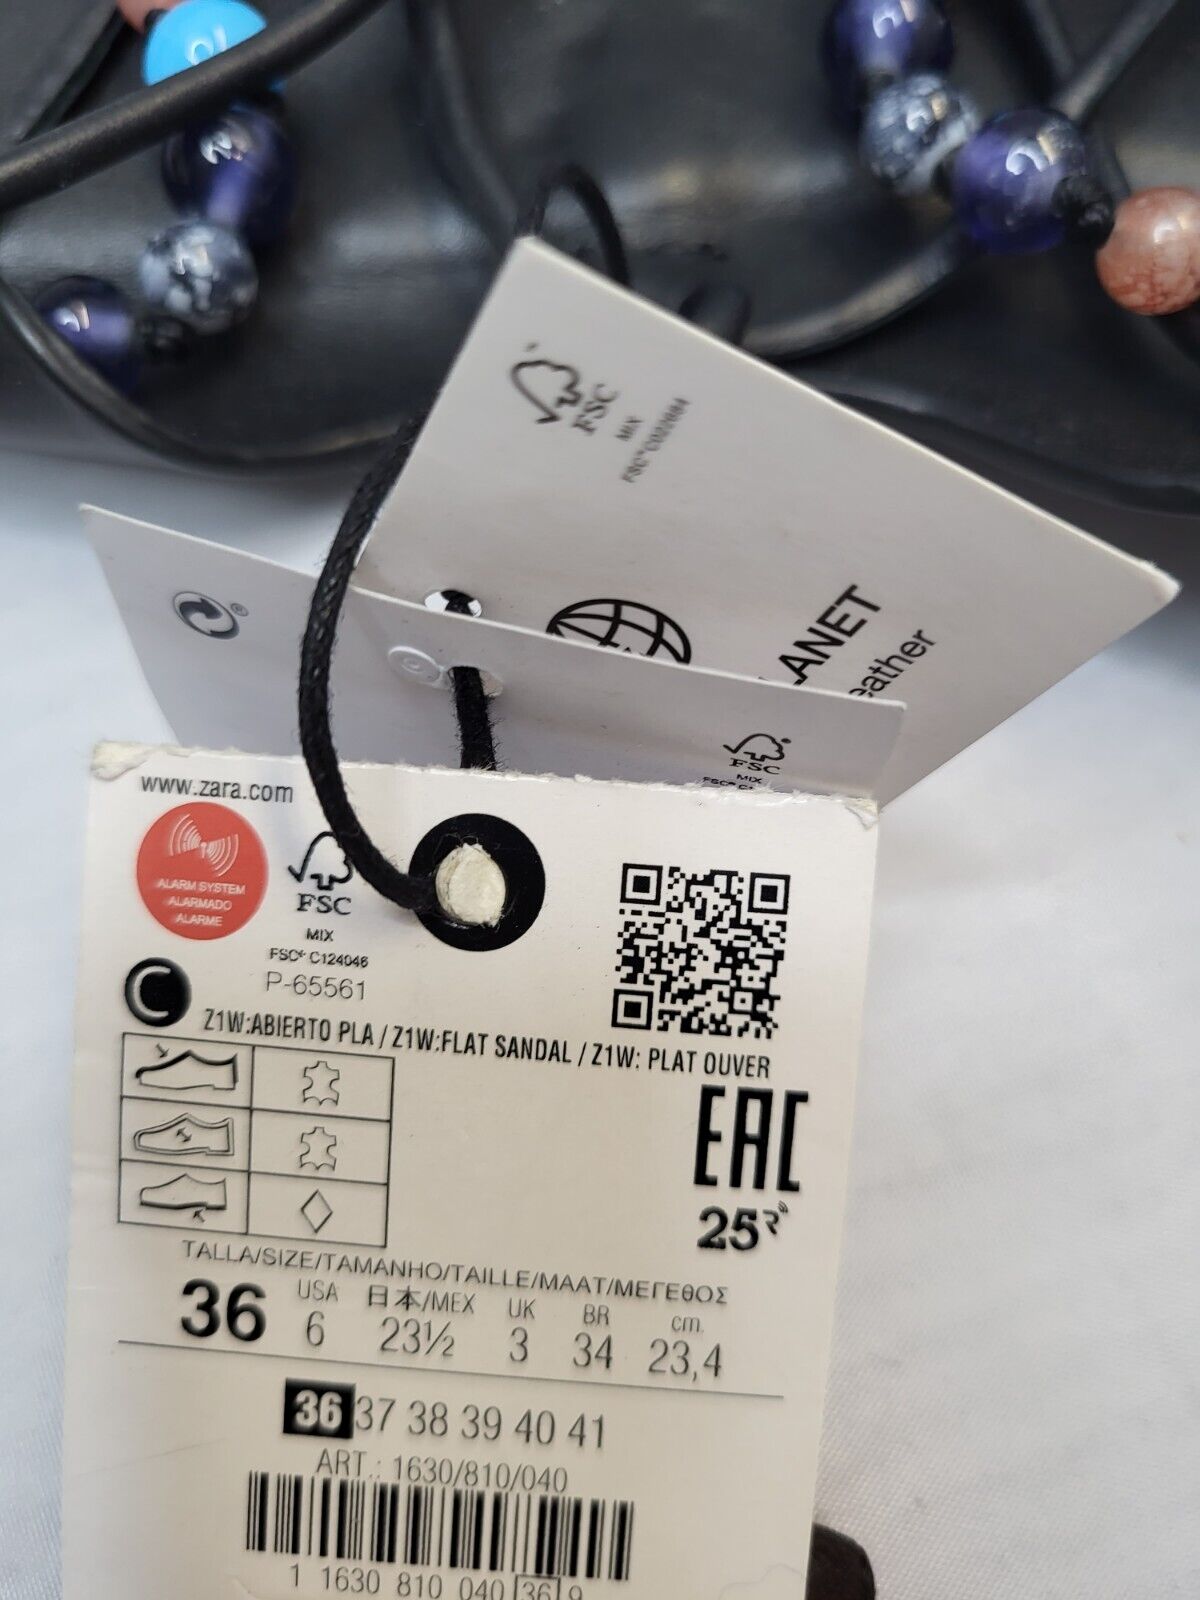 FSC
MIX
FSC® C022684
LANET
eather
FSC
MIX
www.zara.com
ALARM SYSTEM
ALARMADO
ALARME
FSC
MIX
FSC® C124046
P-65561
Z1W:ABIERTO PLA / Z1W:FLAT SANDAL / Z1W: PLAT OUVER
EAC
25
TALLA/SIZE/TAMANHO/TAILLE/MAAT/ΜΕΓΕΘΟΣ
36 USA 日本/MEX UK BR cm.
6 23½ 3 34 23,4
36 37 38 39 40 41
ART.: 1630/810/040
1 1630 810 040 36 9